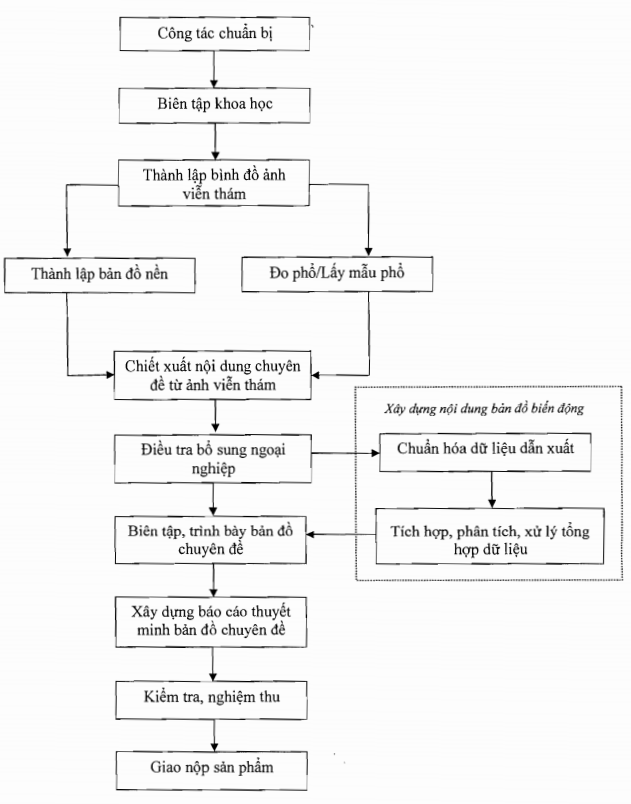 Công tác chuẩn bị
Biên tập khoa học
Thành lập bình đồ ảnh
viễn thám
Thành lập bản đồ nền
Đo phổ/Lấy mẫu phổ
Chiết xuất nội dung chuyên
đề từ ảnh viễn thám
Xây dựng nội dung bản đồ biến động
Điều tra bổ sung ngoại
nghiệp
Chuẩn hóa dữ liệu dẫn xuất
Biên tập, trình bày bản đồ
chuyên đề
Tích hợp, phân tích, xử lý tổng
hợp dữ liệu
Xây dựng báo cáo thuyết
minh bản đồ chuyên đề
Kiểm tra, nghiệm thu
Giao nộp sản phẩm